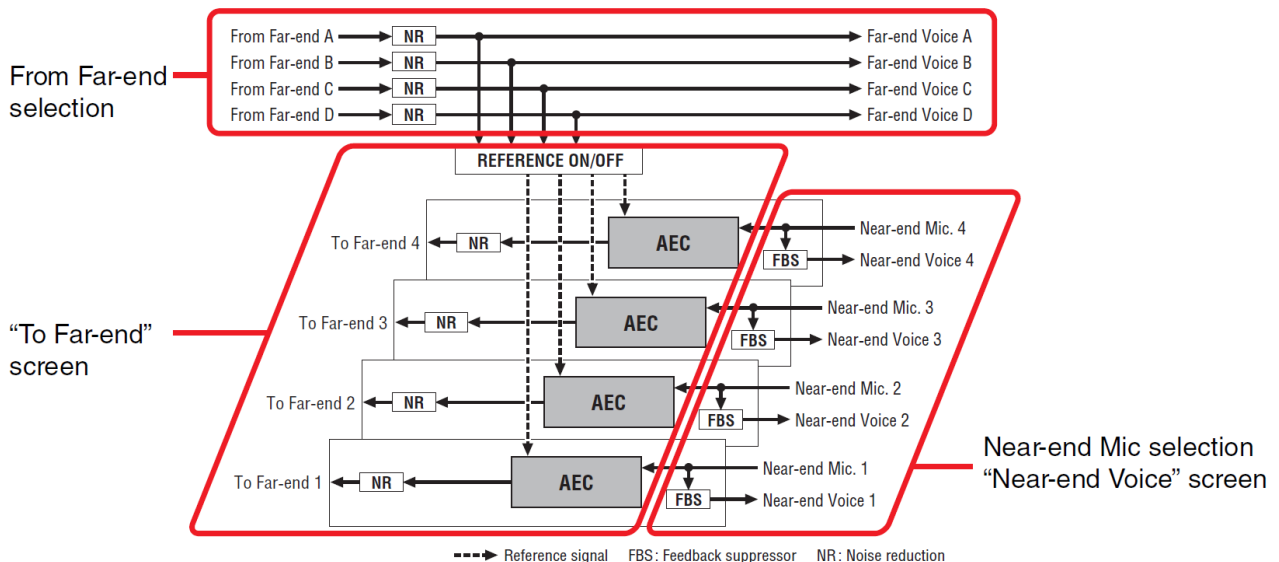 From Far-end A NR Far-end Voice A
From Far-end B NR Far-end Voice B
From Far-end C NR Far-end Voice C
From Far-end D NR Far-end Voice D
From Far-end
selection
REFERENCE ON/OFF
To Far-end 4 NR AEC Near-end Mic. 4
FBS Near-end Voice 4
To Far-end 3 NR AEC Near-end Mic. 3
FBS Near-end Voice 3
“To Far-end”
screen
To Far-end 2 NR AEC Near-end Mic. 2
FBS Near-end Voice 2
To Far-end 1 NR AEC Near-end Mic. 1
FBS Near-end Voice 1
Near-end Mic selection
“Near-end Voice” screen
Reference signal FBS: Feedback suppressor NR: Noise reduction